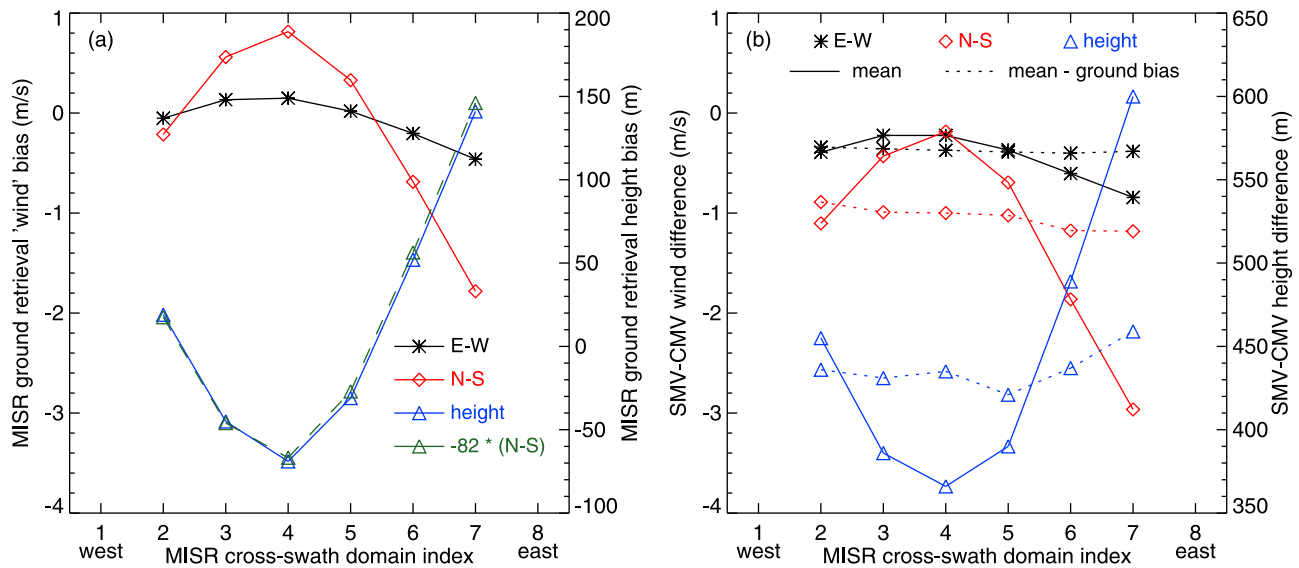 (a)
MISR ground retrieval 'wind' bias (m/s)
1
0
-1
-2
-3
-4
200
150
100
50
0
-50
-100
MISR ground retrieval height bias (m)
E-W
N-S
height
-82 * (N-S)
1 2 3 4 5 6 7 8
west east
MISR cross-swath domain index
(b)
E-W N-S height
mean mean - ground bias
SMV-CMV wind difference (m/s)
1
0
-1
-2
-3
-4
650
600
550
500
450
400
350
SMV-CMV height difference (m)
1 2 3 4 5 6 7 8
west east
MISR cross-swath domain index